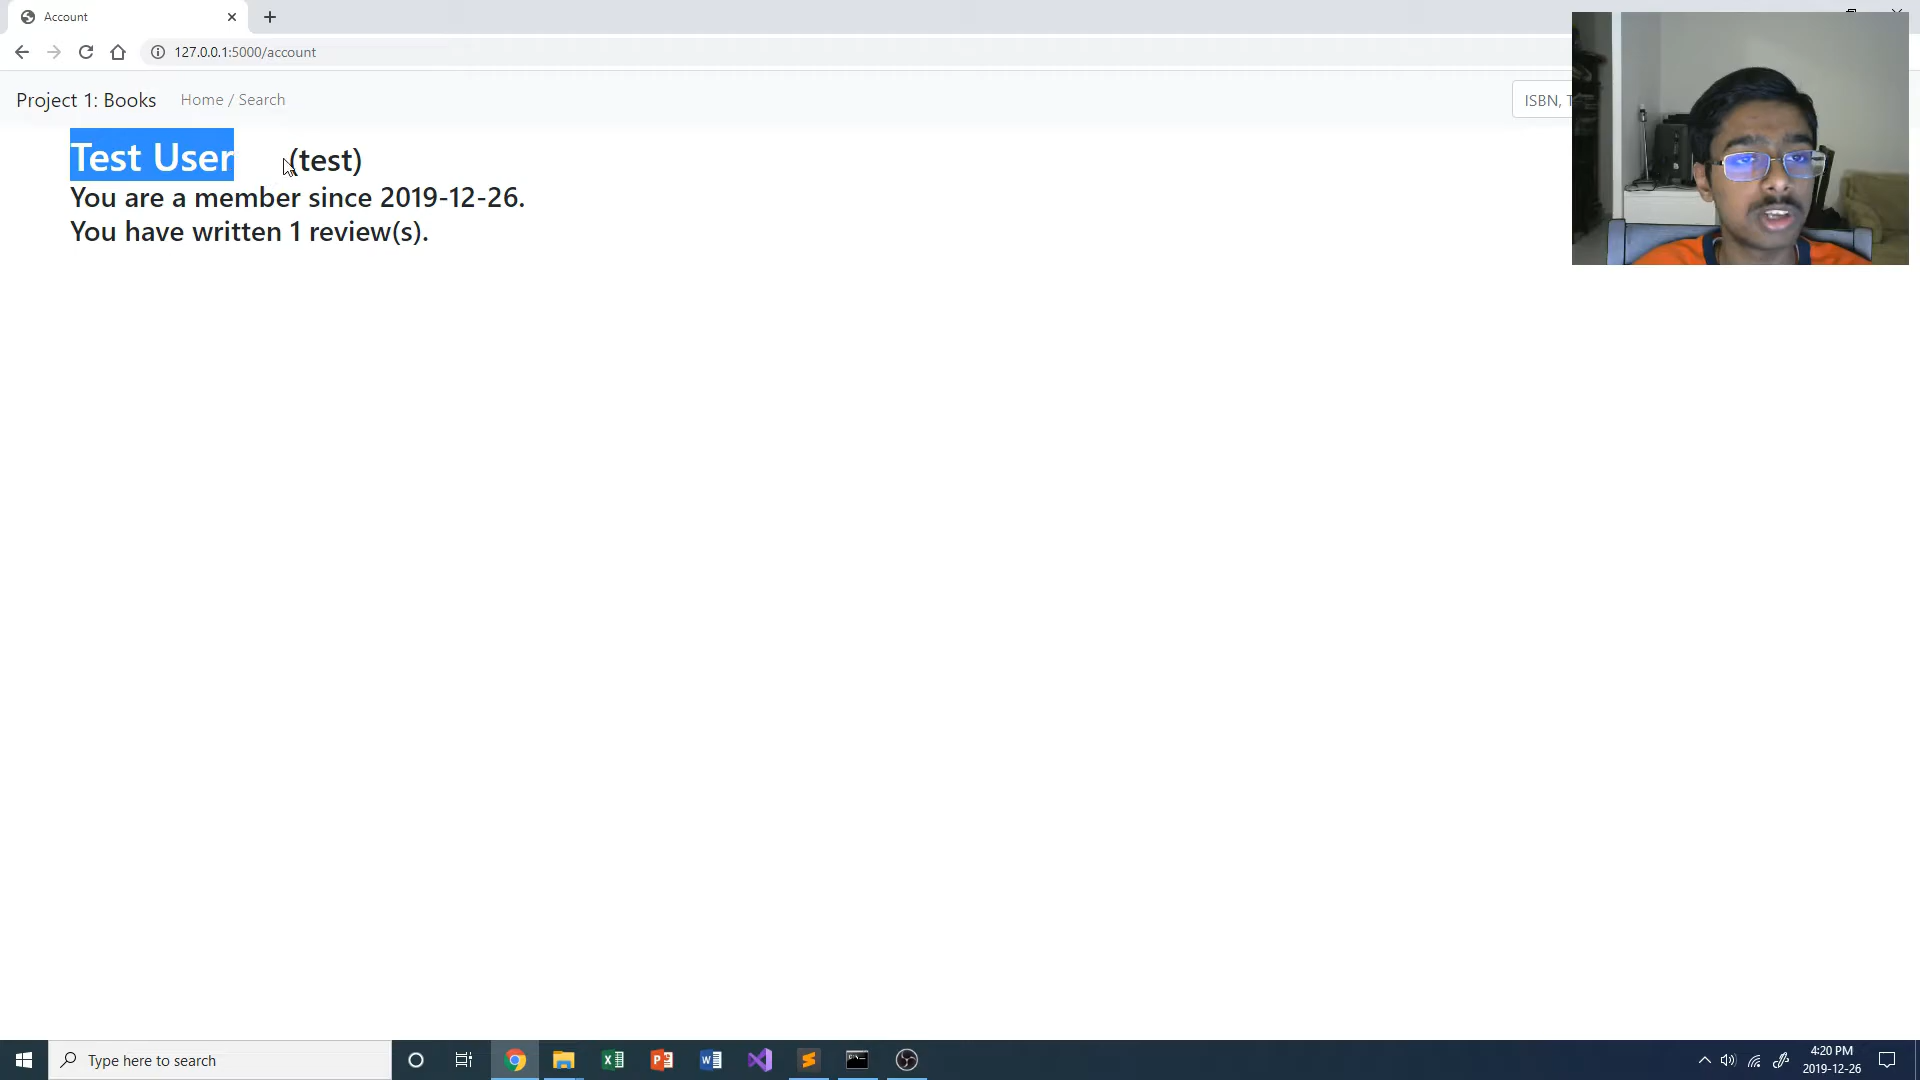 Account
127.0.0.1:5000/account
Project 1: Books
Home / Search
ISBN, T
Test User (test)
You are a member since 2019-12-26.
You have written 1 review(s).
Type here to search
4:20 PM
2019-12-26